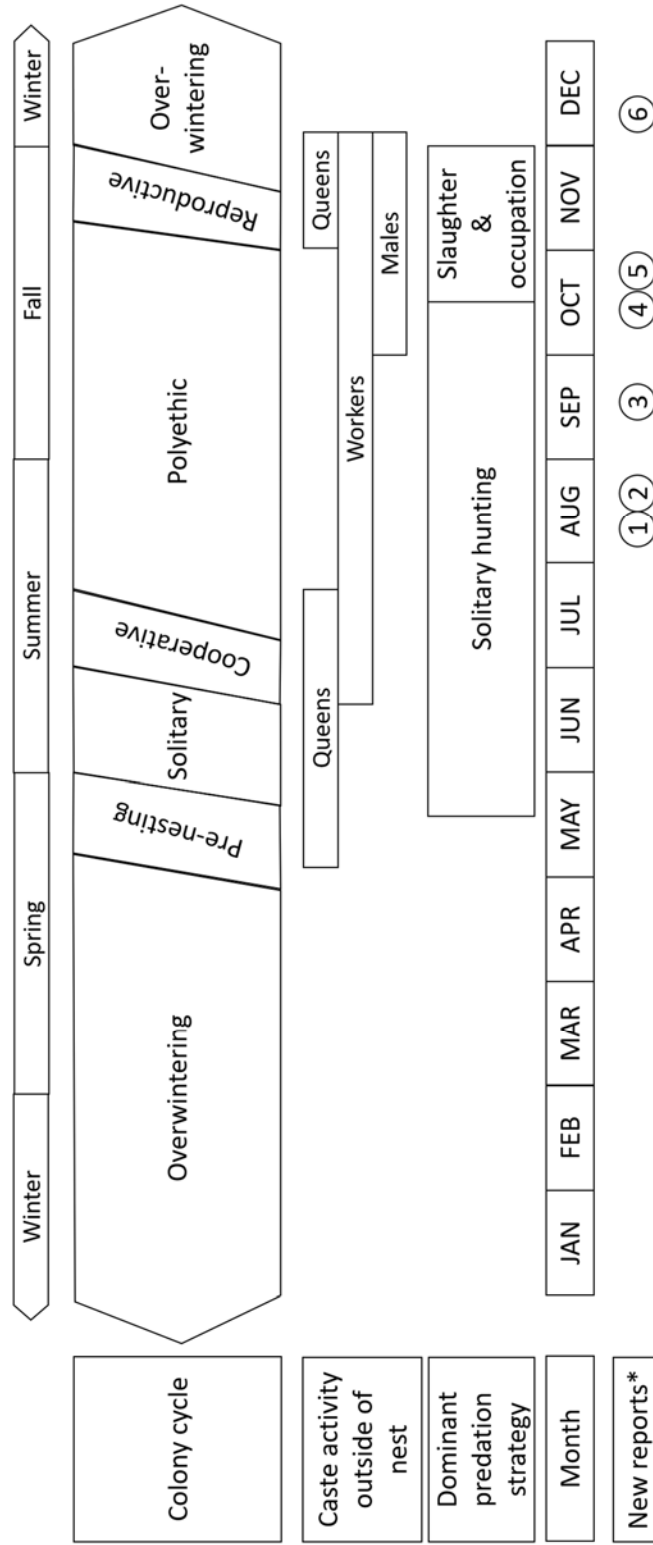 Winter
Spring
Summer
Fall
Winter
Colony cycle
Overwintering
Pre-nesting
Solitary
Cooperative
Polyethic
Reproductive
Over-
wintering
Caste activity
outside of
nest
Queens
Queens
Workers
Males
Dominant
predation
strategy
Solitary hunting
Slaughter
&
occupation
Month
JAN
FEB
MAR
APR
MAY
JUN
JUL
AUG
SEP
OCT
NOV
DEC
New reports*
1
2
3
4
5
6